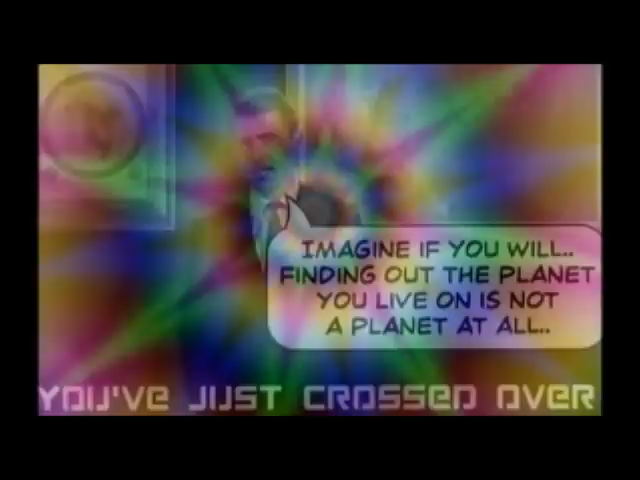 IMAGINE IF YOU WILL..
FINDING OUT THE PLANET
YOU LIVE ON IS NOT
A PLANET AT ALL..
YOU'VE JUST CROSSED OVER